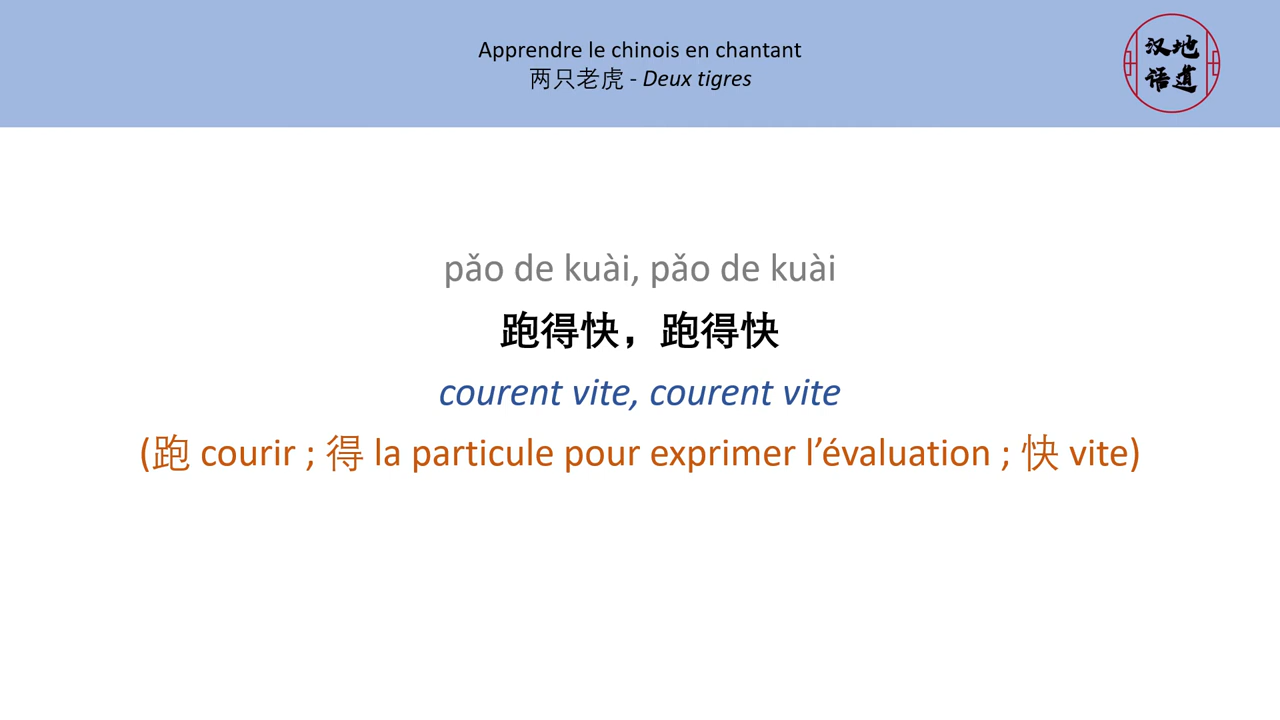 Apprendre le chinois en chantant
两只老虎 - Deux tigres
汉地
语道
pǎo de kuài, pǎo de kuài
跑得快，跑得快
courent vite, courent vite
(跑 courir ; 得 la particule pour exprimer l’évaluation ; 快 vite)